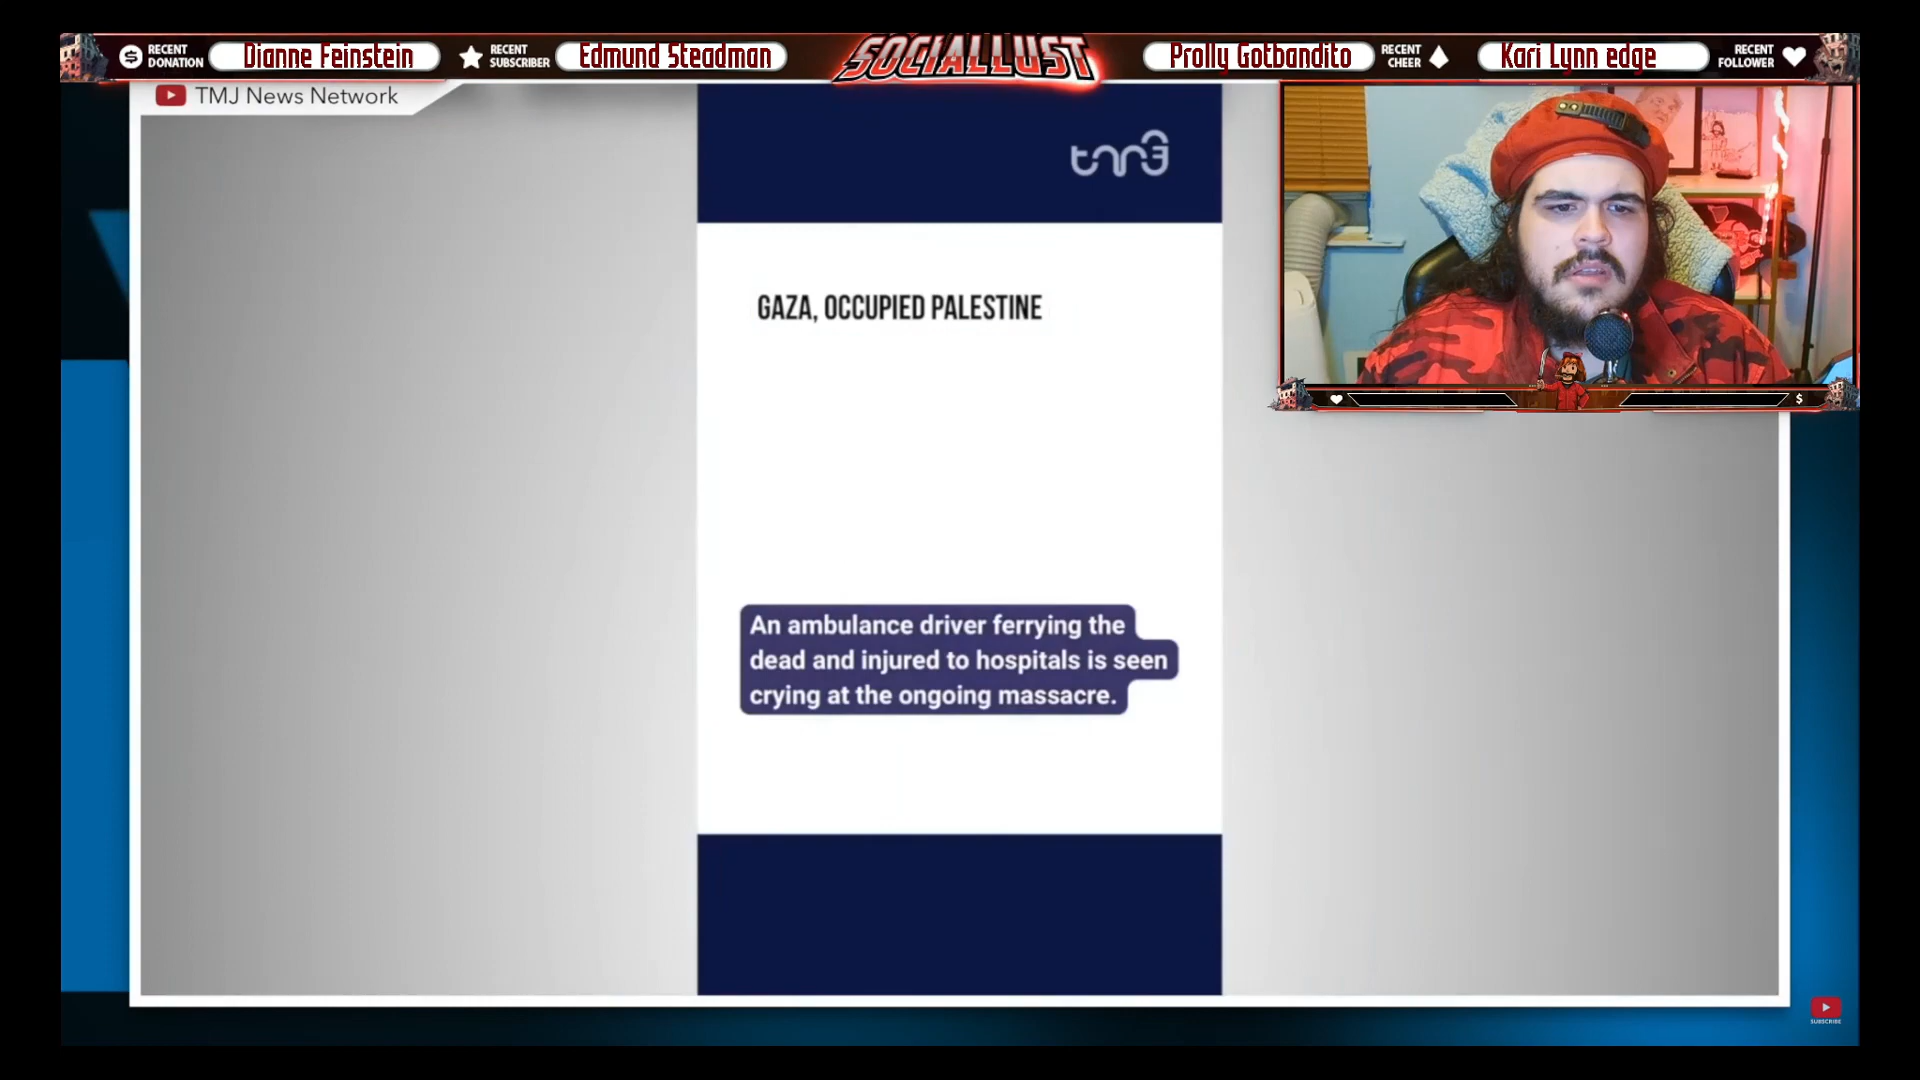 RECENT DONATION
Dianne Feinstein
RECENT SUBSCRIBER
Edmund Steadman
SOCIALLUST
Prolly Gotbandito
RECENT CHEER
Kari Lynn edge
RECENT FOLLOWER
TMJ News Network
GAZA, OCCUPIED PALESTINE
An ambulance driver ferrying the
dead and injured to hospitals is seen
crying at the ongoing massacre.
$
SUBSCRIBE